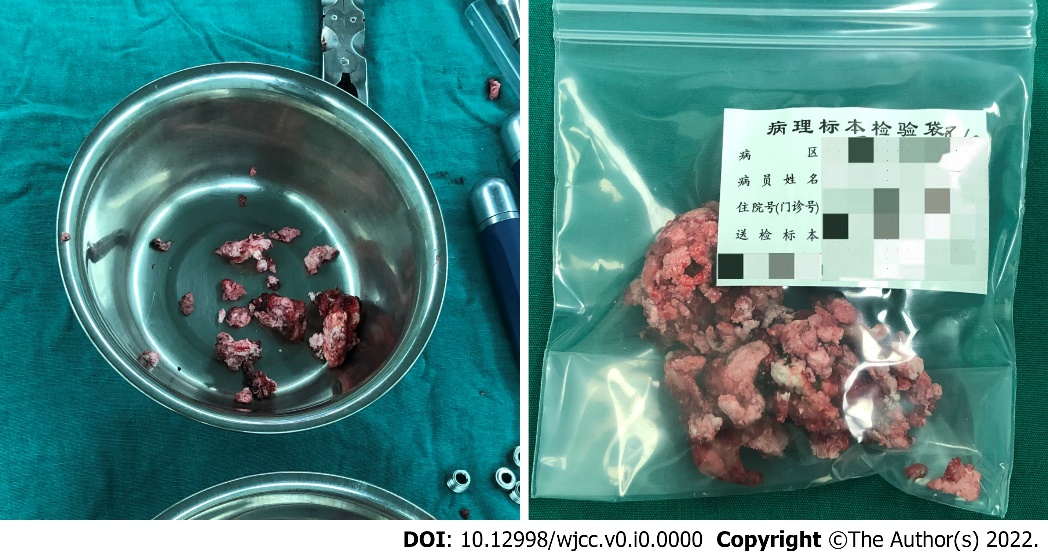 病理标本检验袋
病 区
病员姓名
住院号(门诊号)
送检标本
DOI: 10.12998/wjcc.v0.i0.0000 Copyright ©The Author(s) 2022.